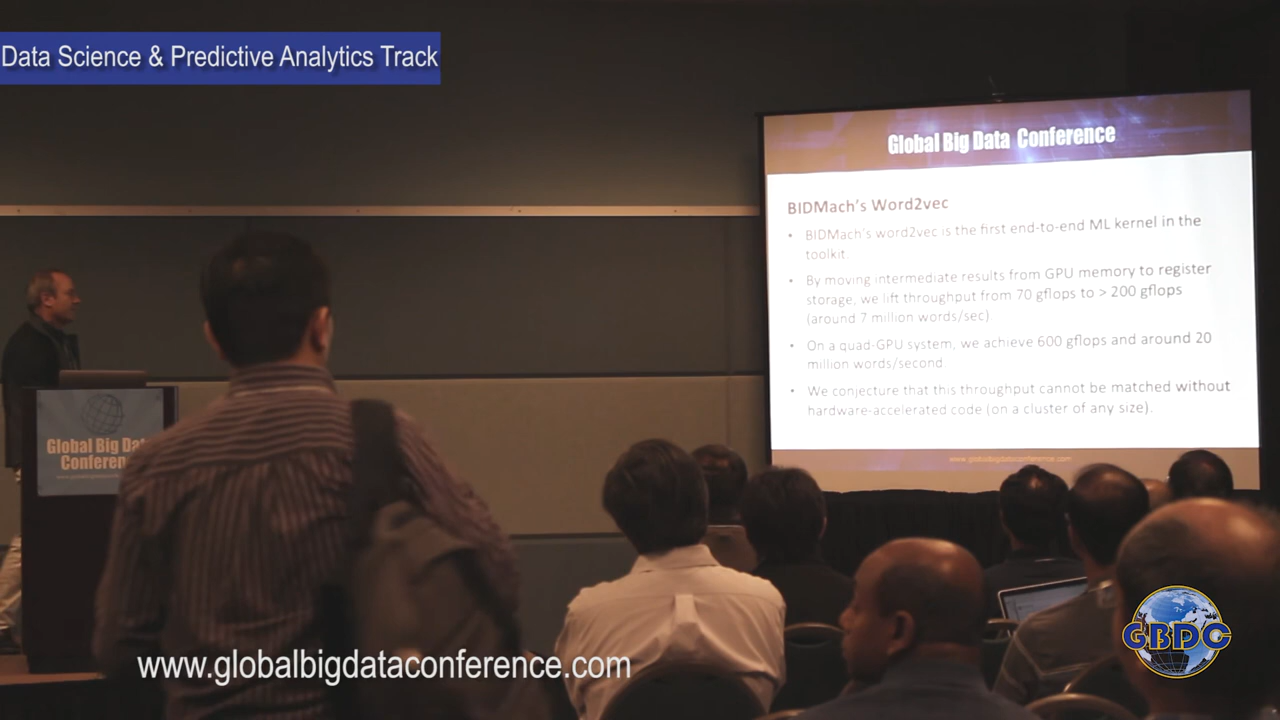 Data Science & Predictive Analytics Track
Global Big Data Conference
BIDMach's Word2vec
• BIDMach's word2vec is the first end-to-end ML kernel in the
toolkit.
• By moving intermediate results from GPU memory to register
storage, we lift throughput from 70 gflops to > 200 gflops
(around 7 million words/sec).
• On a quad-GPU system, we achieve 600 gflops and around 20
million words/second.
• We conjecture that this throughput cannot be matched without
hardware-accelerated code (on a cluster of any size).
www.globalbigdataconference.com
Global Big Da
Conferen
www.globalbigdataconference.com
GBDC